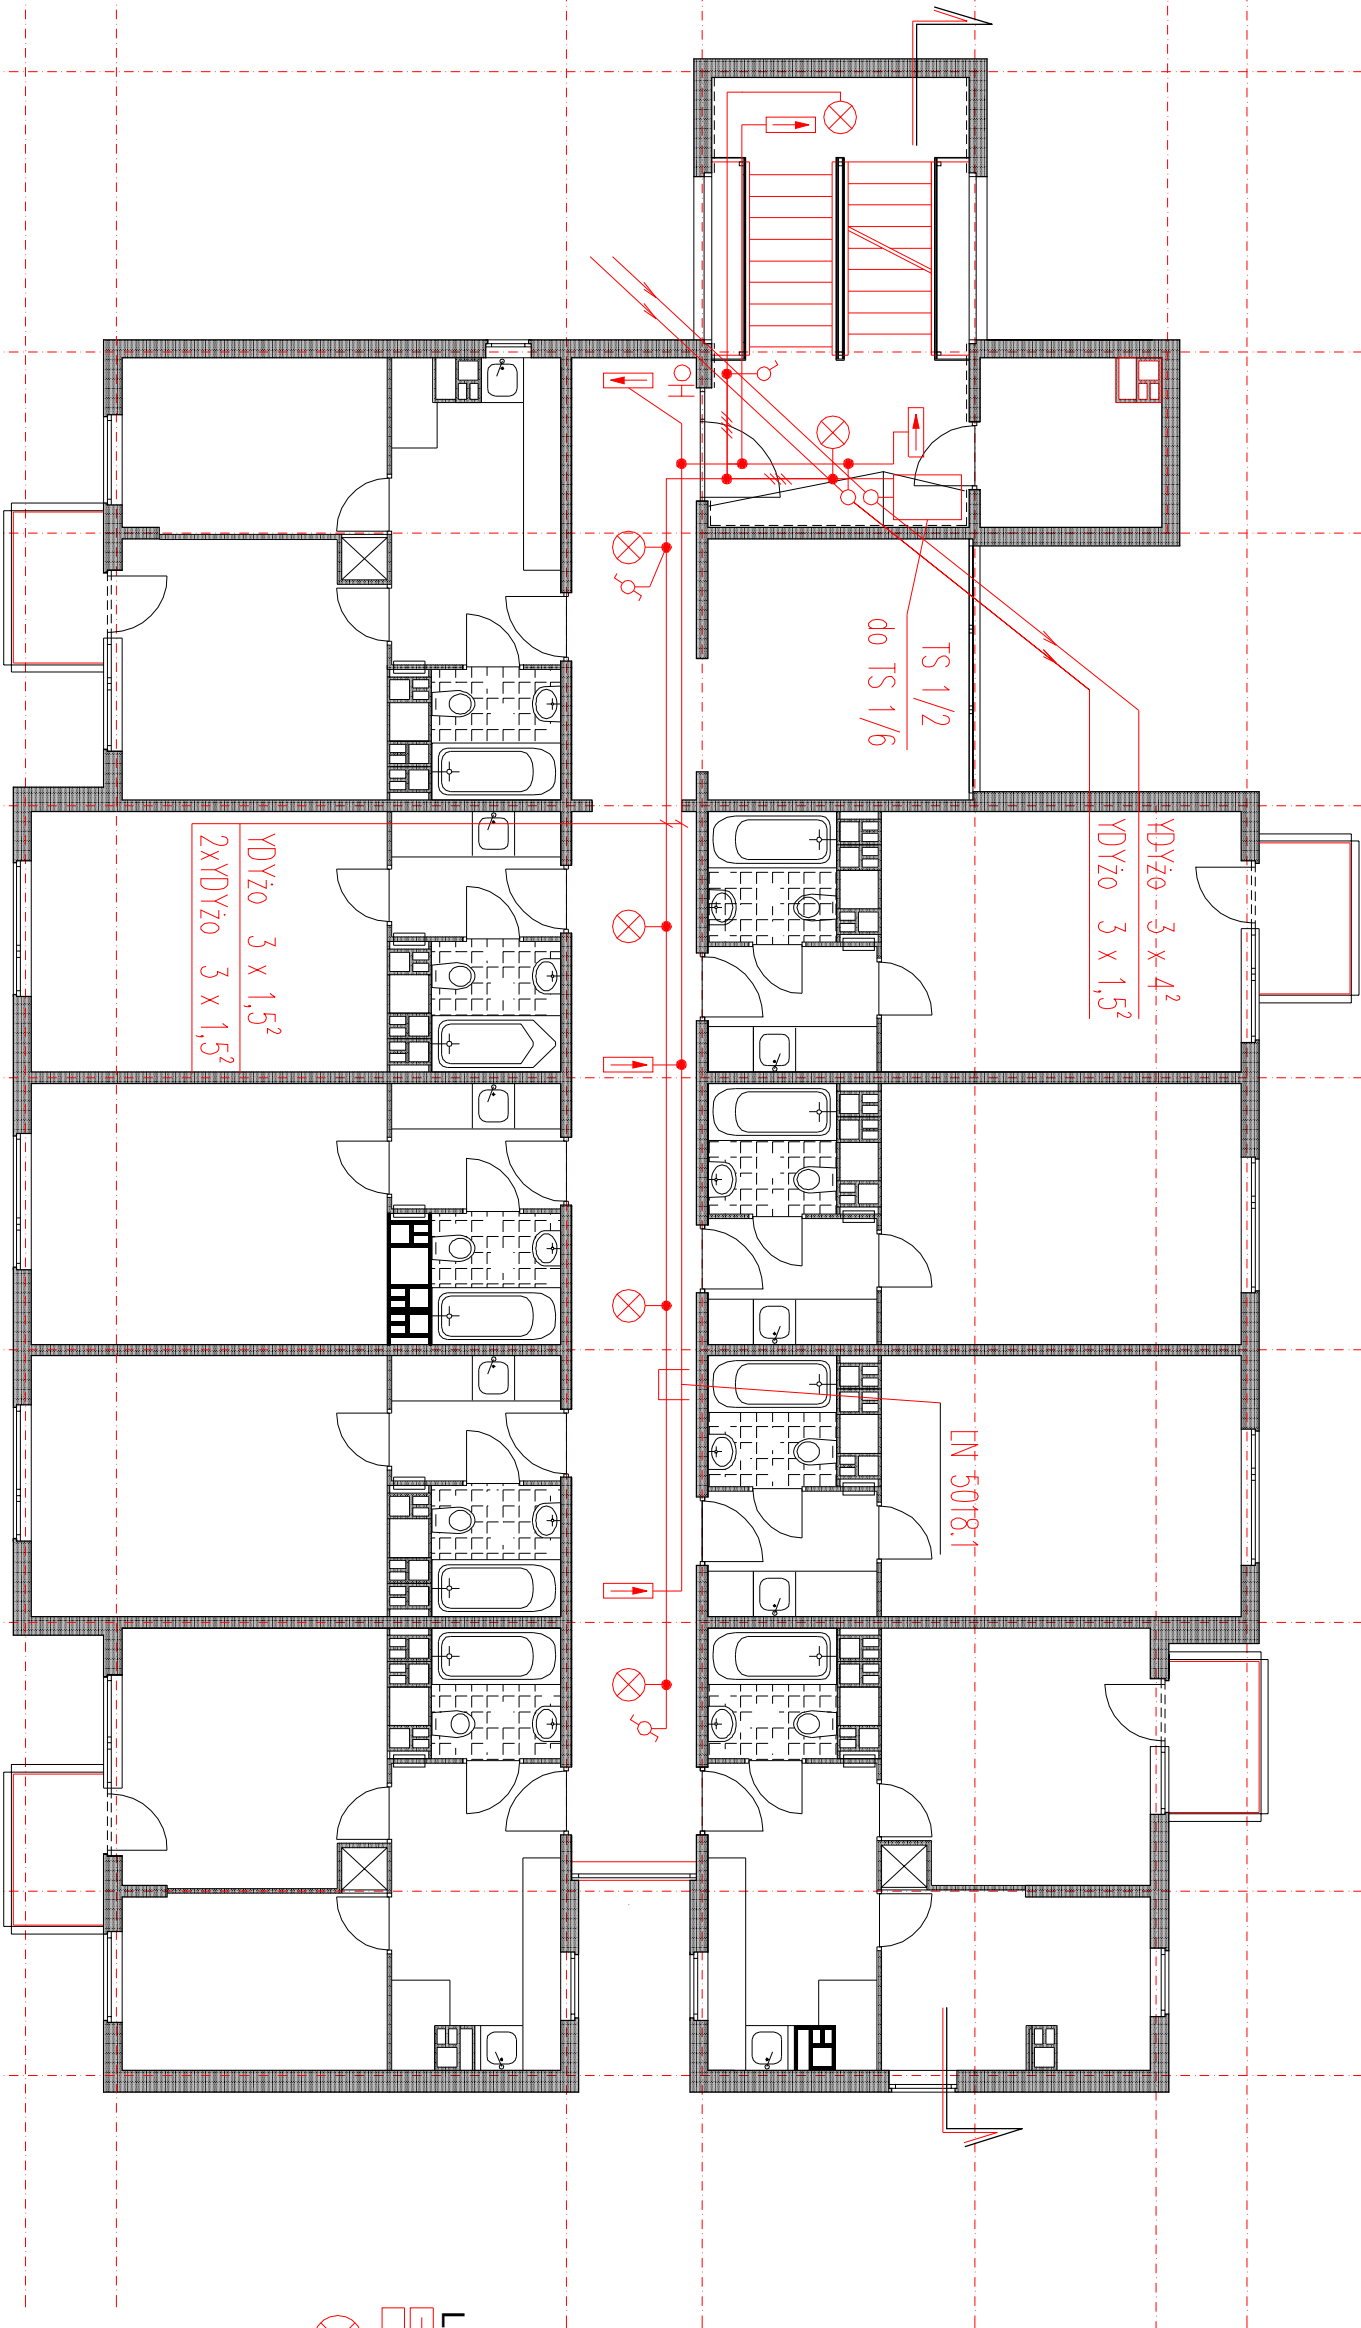 TS 1/2
do TS 1/6
YDYżo 3 x 4²
YDYżo 3 x 1,5²
YDYżo 3 x 1,5²
2xYDYżo 3 x 1,5²
LN 5018.1
L